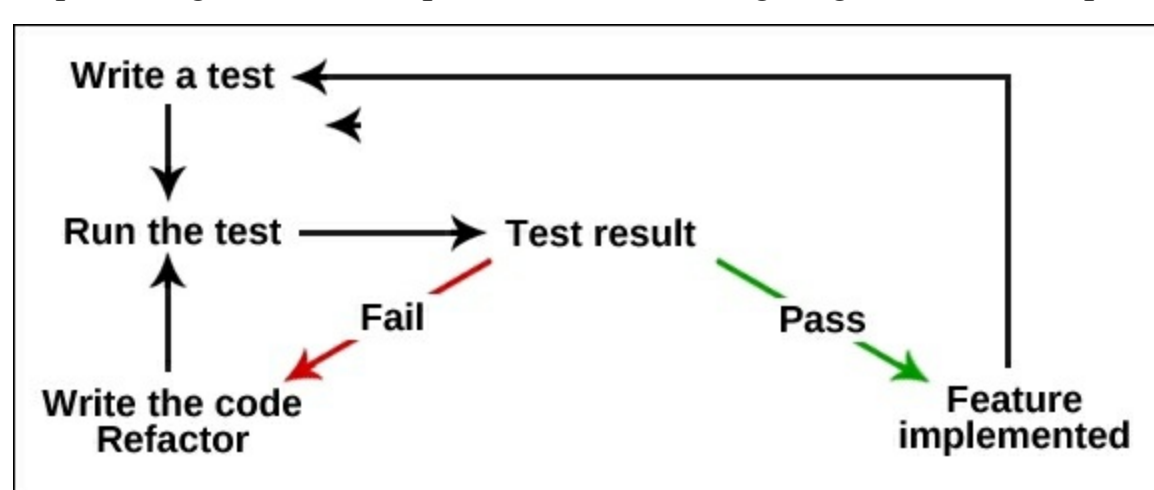 Write a test
Run the test
Test result
Fail
Pass
Write the code
Refactor
Feature
implemented